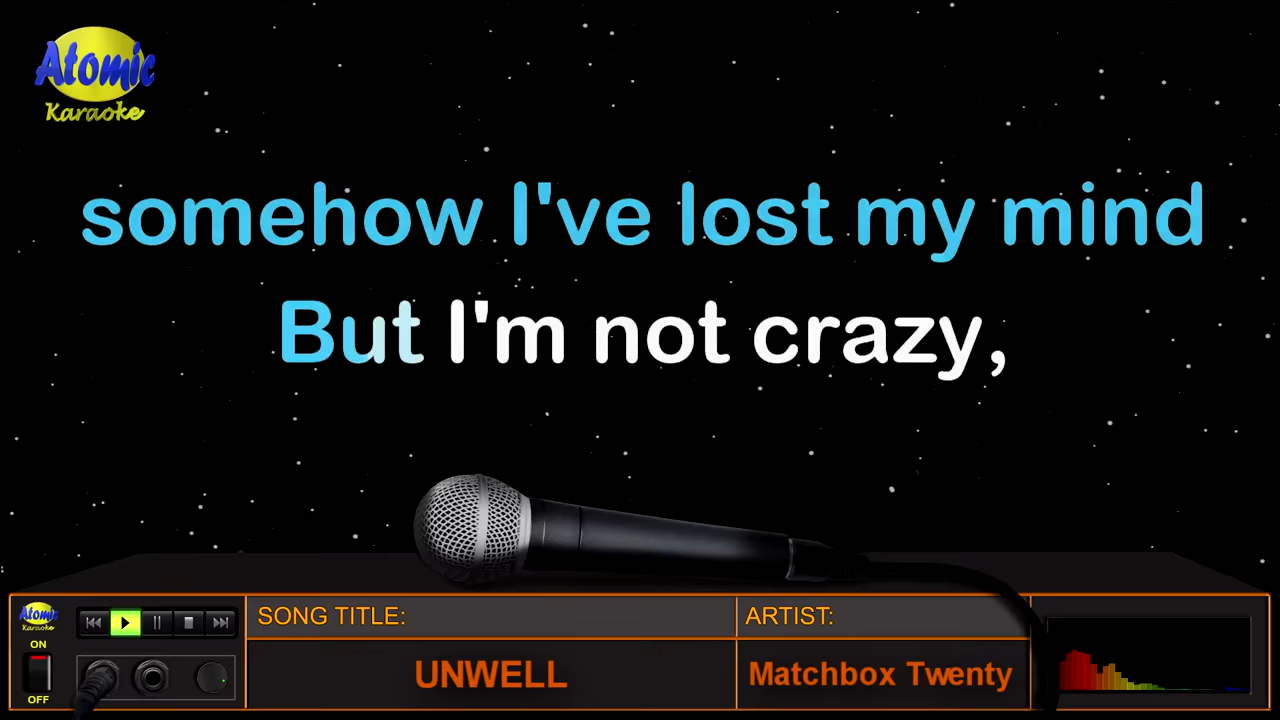 Atomic
Karaoke
somehow I've lost my mind
But I'm not crazy,
Atomic
Karaoke
ON
OFF
SONG TITLE:
UNWELL
ARTIST:
Matchbox Twenty